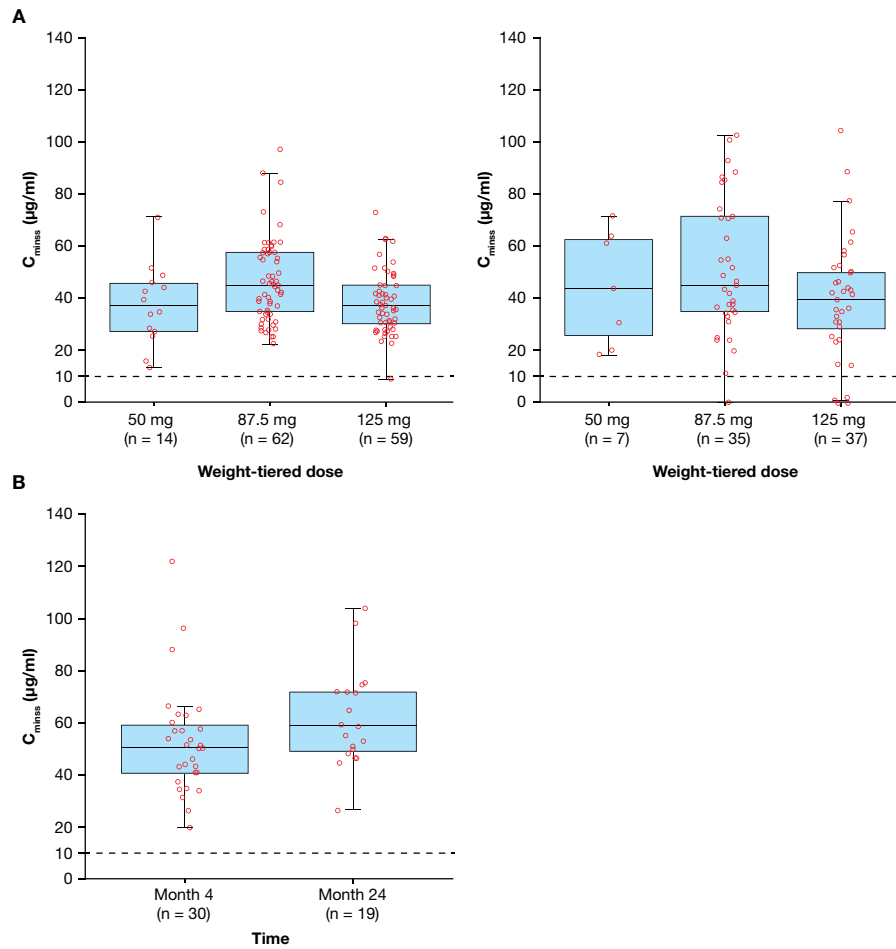 A
C minss (µg/ml)
140
120
100
80
60
40
20
10
0
50 mg
(n = 14)
87.5 mg
(n = 62)
125 mg
(n = 59)
Weight-tiered dose
C minss (µg/ml)
140
120
100
80
60
40
20
10
0
50 mg
(n = 7)
87.5 mg
(n = 35)
125 mg
(n = 37)
Weight-tiered dose
B
C minss (µg/ml)
140
120
100
80
60
40
20
10
0
Month 4
(n = 30)
Month 24
(n = 19)
Time